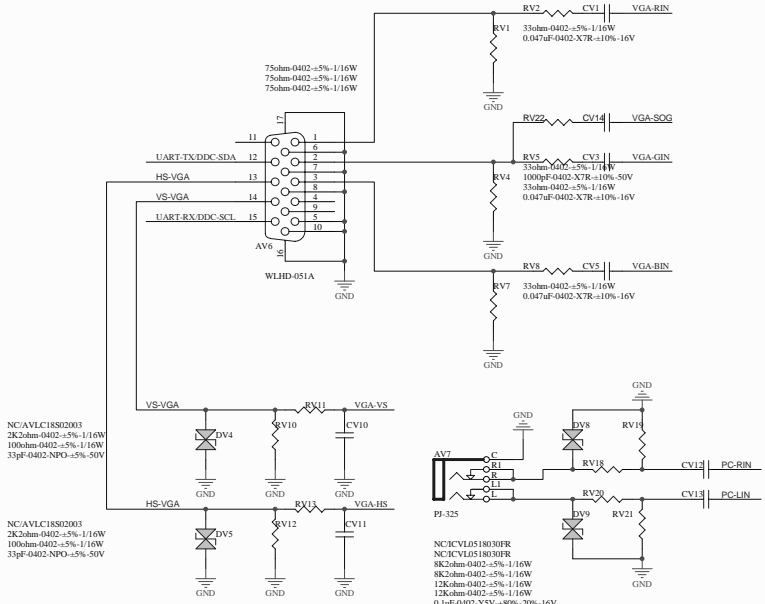 RV2 CV1 VGA-RIN
RV1 33ohm-0402-±5%-1/16W
0.047uF-0402-X7R-±10%-16V
GND
75ohm-0402-±5%-1/16W
75ohm-0402-±5%-1/16W
75ohm-0402-±5%-1/16W
17
11 1
6
UART-TX/DDC-SDA 12 2
7
HS-VGA 13 3
8
VS-VGA 14 4
9
UART-RX/DDC-SCL 15 5
10
AV6
16
WLHD-051A
GND
RV22 CV14 VGA-SOG
RV5 CV3 VGA-GIN
RV4 1000pF-0402-X7R-±10%-50V
33ohm-0402-±5%-1/16W
0.047uF-0402-X7R-±10%-16V
GND
RV8 CV5 VGA-BIN
RV7 33ohm-0402-±5%-1/16W
0.047uF-0402-X7R-±10%-16V
GND
VS-VGA RV11 VGA-VS
NC/AVLC18S02003
2K2ohm-0402-±5%-1/16W
100ohm-0402-±5%-1/16W
33pF-0402-NPO-±5%-50V
DV4 RV10 CV10
GND GND GND
HS-VGA RV13 VGA-HS
NC/AVLC18S02003
2K2ohm-0402-±5%-1/16W
100ohm-0402-±5%-1/16W
33pF-0402-NPO-±5%-50V
DV5 RV12 CV11
GND GND GND
GND
GND
DV8 RV19
AV7 C
R1
R RV18 CV12 PC-RIN
L1
L RV20 CV13 PC-LIN
PJ-325
DV9 RV21
GND
NC/ICVL0518030FR
NC/ICVL0518030FR
8K2ohm-0402-±5%-1/16W
8K2ohm-0402-±5%-1/16W
12Kohm-0402-±5%-1/16W
12Kohm-0402-±5%-1/16W
0.1uF-0402-Y5V-+80%-20%-16V